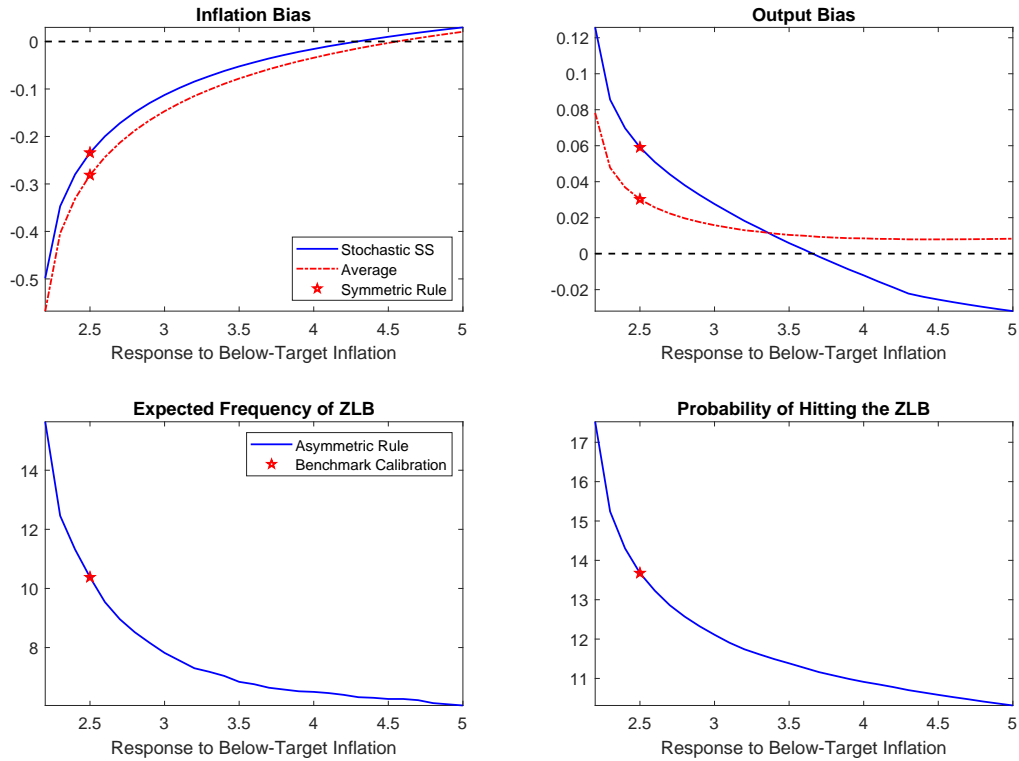 Inflation Bias
0
-0.1
-0.2
-0.3
-0.4
-0.5
Stochastic SS
Average
Symmetric Rule
2.5 3 3.5 4 4.5 5
Response to Below-Target Inflation
Output Bias
0.12
0.1
0.08
0.06
0.04
0.02
0
-0.02
2.5 3 3.5 4 4.5 5
Response to Below-Target Inflation
Expected Frequency of ZLB
14
12
10
8
Asymmetric Rule
Benchmark Calibration
2.5 3 3.5 4 4.5 5
Response to Below-Target Inflation
Probability of Hitting the ZLB
17
16
15
14
13
12
11
2.5 3 3.5 4 4.5 5
Response to Below-Target Inflation